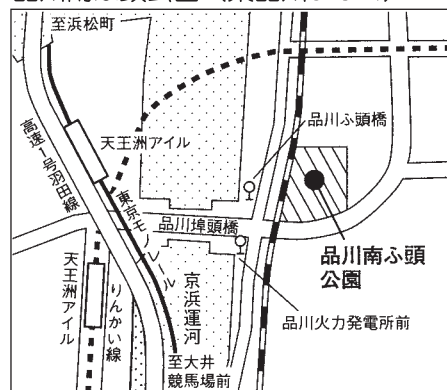 至浜松町
品川ふ頭橋
天王洲アイル
高速1号羽田線
東京モノレール
品川埠頭橋
品川南ふ頭
公園
天王洲アイル
りんかい線
京浜運河
品川火力発電所前
至大井
競馬場前